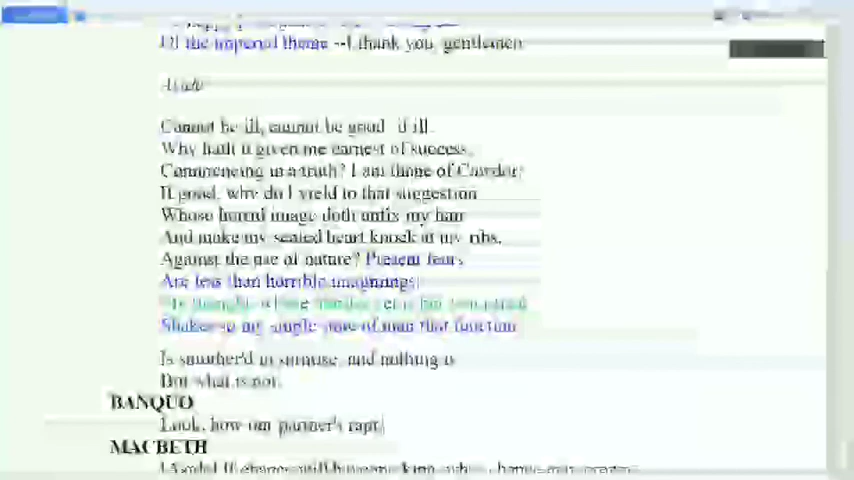 Of the imperial theme --I thank you, gentlemen
Aside
Cannot be ill, cannot be good if ill.
Why hath it given me earnest of success,
Commencing in a truth? I am thane of Cawdor:
If good, why do I yield to that suggestion
Whose horrid image doth unfix my hair
And make my seated heart knock at my ribs,
Against the use of nature? Present fears
Are less than horrible imaginings:
Shakes so my single state of man that function
Is smother'd in surmise, and nothing is
But what is not.
BANQUO
Look, how our partner's rapt.
MACBETH